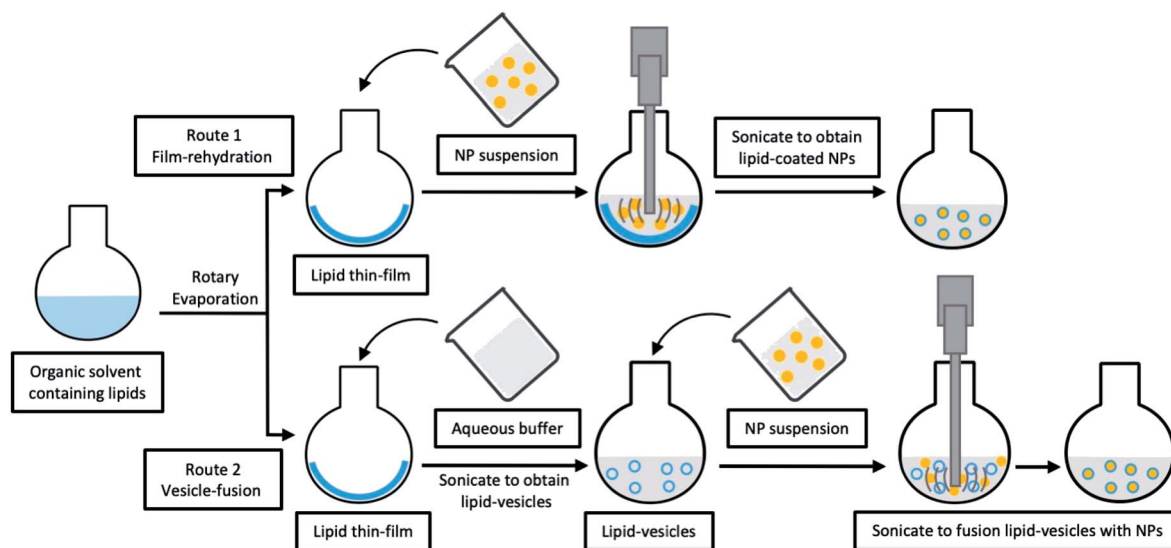 Route 1
Film-rehydration
NP suspension
Sonicate to obtain
lipid-coated NPs
Lipid thin-film
Rotary
Evaporation
Organic solvent
containing lipids
Route 2
Vesicle-fusion
Aqueous buffer
Sonicate to obtain
lipid-vesicles
NP suspension
Lipid thin-film
Lipid-vesicles
Sonicate to fusion lipid-vesicles with NPs